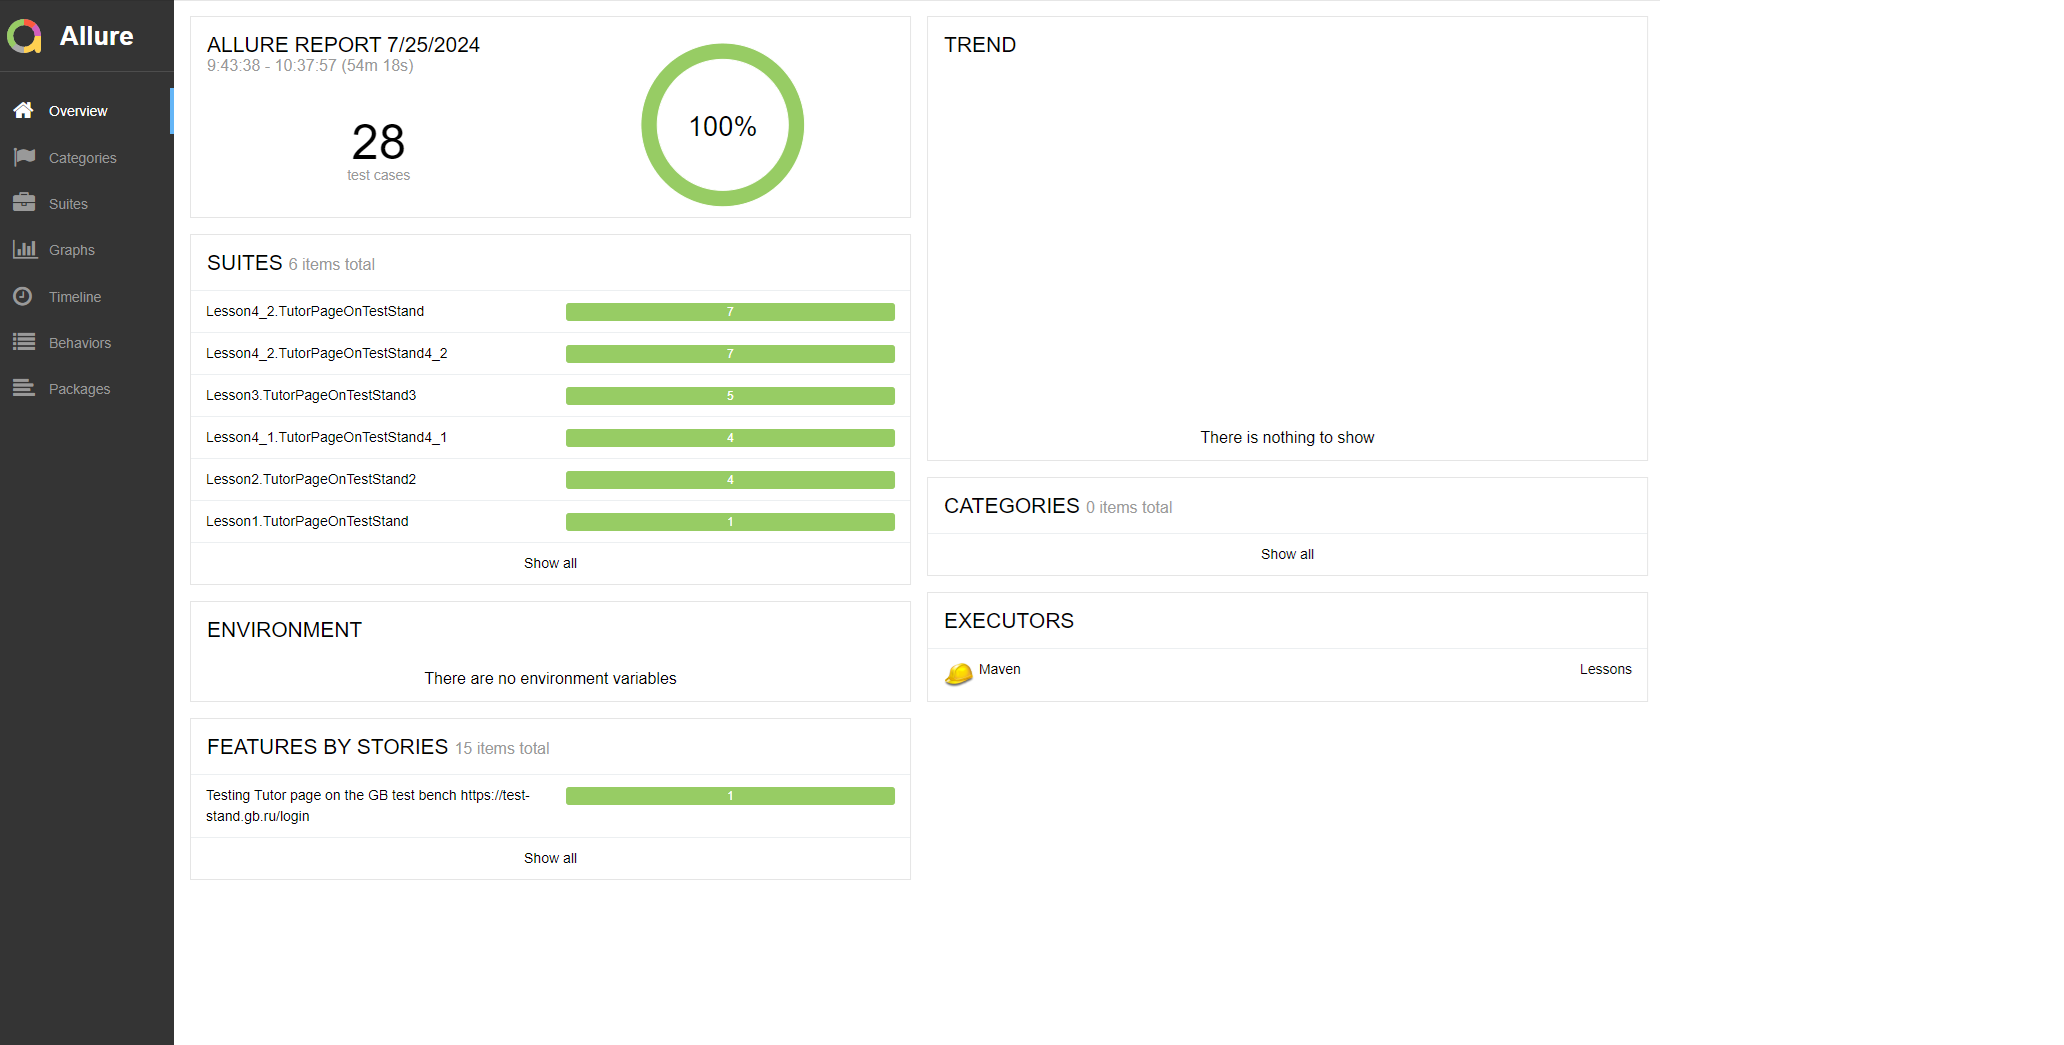 Allure
Overview
Categories
Suites
Graphs
Timeline
Behaviors
Packages
ALLURE REPORT 7/25/2024
9:43:38 - 10:37:57 (54m 18s)
28
test cases
100%
SUITES 6 items total
Lesson4_2.TutorPageOnTestStand 7
Lesson4_2.TutorPageOnTestStand4_2 7
Lesson3.TutorPageOnTestStand3 5
Lesson4_1.TutorPageOnTestStand4_1 4
Lesson2.TutorPageOnTestStand2 4
Lesson1.TutorPageOnTestStand 1
Show all
ENVIRONMENT
There are no environment variables
FEATURES BY STORIES 15 items total
Testing Tutor page on the GB test bench https://test- 1
stand.gb.ru/login
Show all
TREND
There is nothing to show
CATEGORIES 0 items total
Show all
EXECUTORS
Maven Lessons